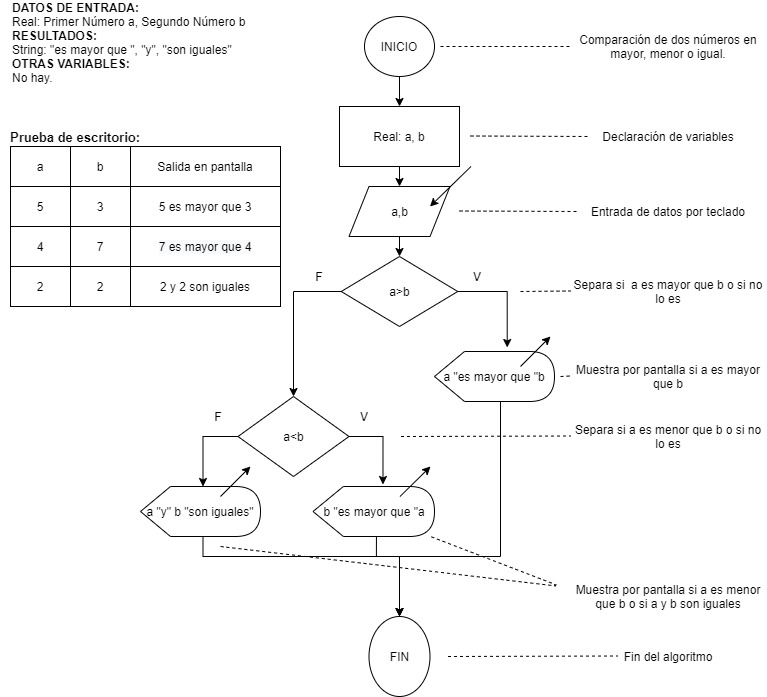 DATOS DE ENTRADA:
Real: Primer Número a, Segundo Número b
RESULTADOS:
String: "es mayor que ", "y", "son iguales"
OTRAS VARIABLES:
No hay.
Prueba de escritorio:
a b Salida en pantalla
5 3 5 es mayor que 3
4 7 7 es mayor que 4
2 2 2 y 2 son iguales
INICIO
Comparación de dos números en
mayor, menor o igual.
Real: a, b
Declaración de variables
a,b
Entrada de datos por teclado
F
V
a>b
Separa si a es mayor que b o si no
lo es
a "es mayor que "b
Muestra por pantalla si a es mayor
que b
F
V
a<b
Separa si a es menor que b o si no
lo es
a "y" b "son iguales"
b "es mayor que "a
Muestra por pantalla si a es menor
que b o si a y b son iguales
FIN
Fin del algoritmo